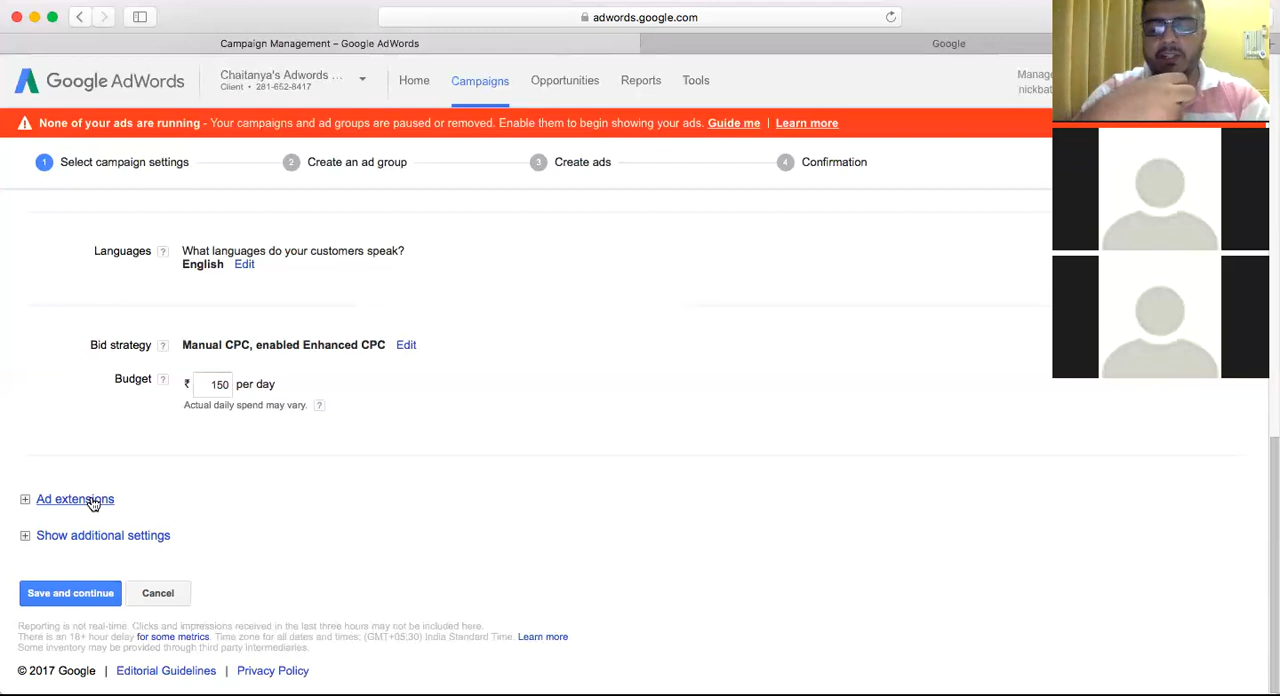 adwords.google.com
Campaign Management – Google AdWords
Google
Google AdWords
Chaitanya's Adwords ...
Client • 281-652-8417
Home
Campaigns
Opportunities
Reports
Tools
Manage
nickbat
None of your ads are running - Your campaigns and ad groups are paused or removed. Enable them to begin showing your ads. Guide me | Learn more
1 Select campaign settings
2 Create an ad group
3 Create ads
4 Confirmation
Languages ? What languages do your customers speak?
English Edit
Bid strategy ? Manual CPC, enabled Enhanced CPC Edit
Budget ? ₹ 150 per day
Actual daily spend may vary. ?
Ad extensions
Show additional settings
Save and continue
Cancel
Reporting is not real-time. Clicks and impressions received in the last three hours may not be included here.
There is an 18+ hour delay for some metrics. Time zone for all dates and times: (GMT+05:30) India Standard Time. Learn more
Some inventory may be provided through third party intermediaries.
© 2017 Google | Editorial Guidelines | Privacy Policy